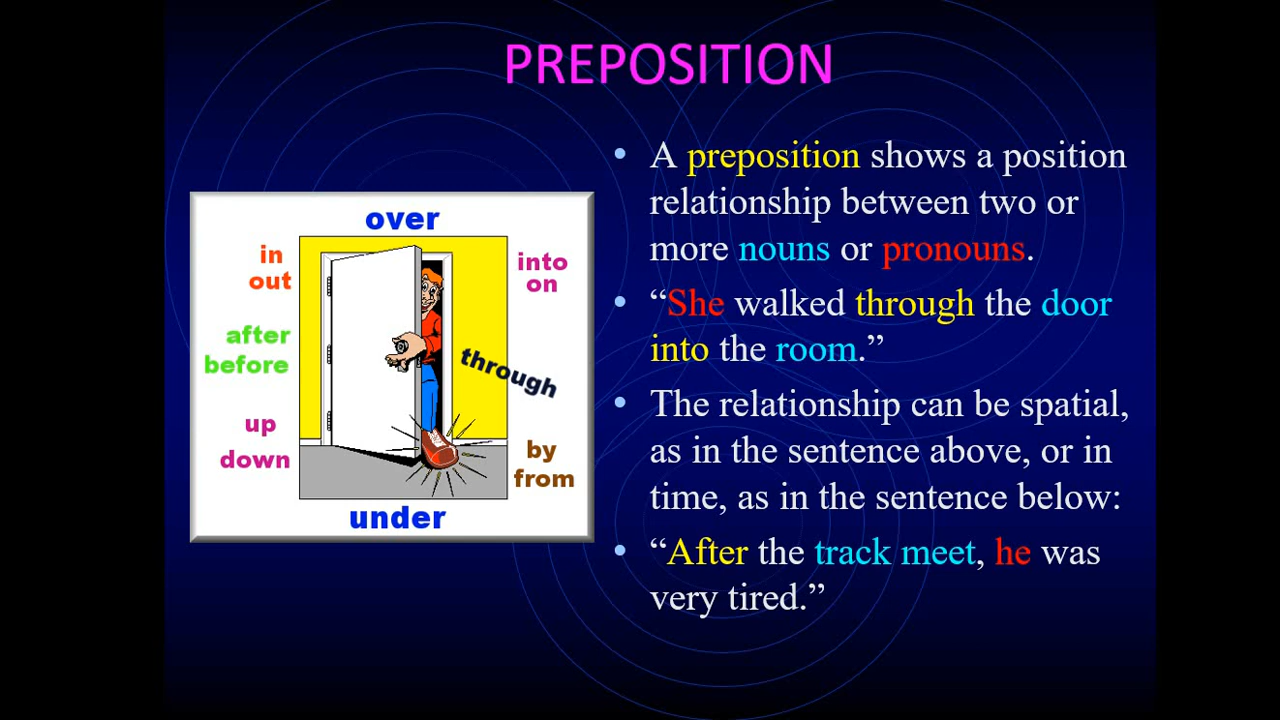 PREPOSITION
over
in
out
after
before
up
down
into
on
through
by
from
under
• A preposition shows a position
relationship between two or
more nouns or pronouns.
• “She walked through the door
into the room.”
• The relationship can be spatial,
as in the sentence above, or in
time, as in the sentence below:
• “After the track meet, he was
very tired.”